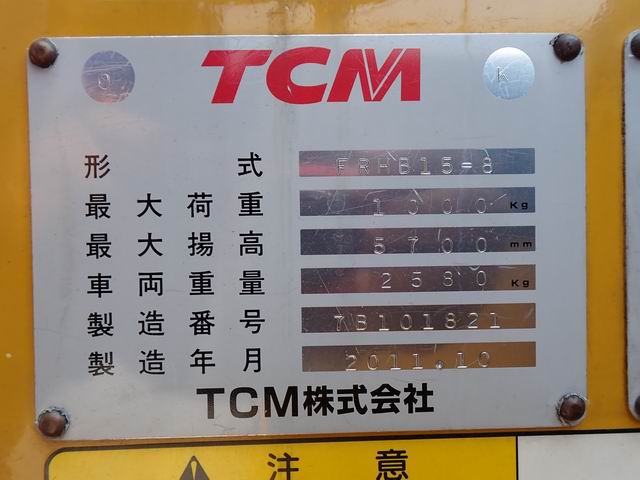 O TCM K
形式 FRHB15-8
最大荷重 1000 Kg
最大揚高 5700 mm
車両重量 2580 Kg
製造番号 7B101821
製造年月 2011.10
TCM株式会社
注意